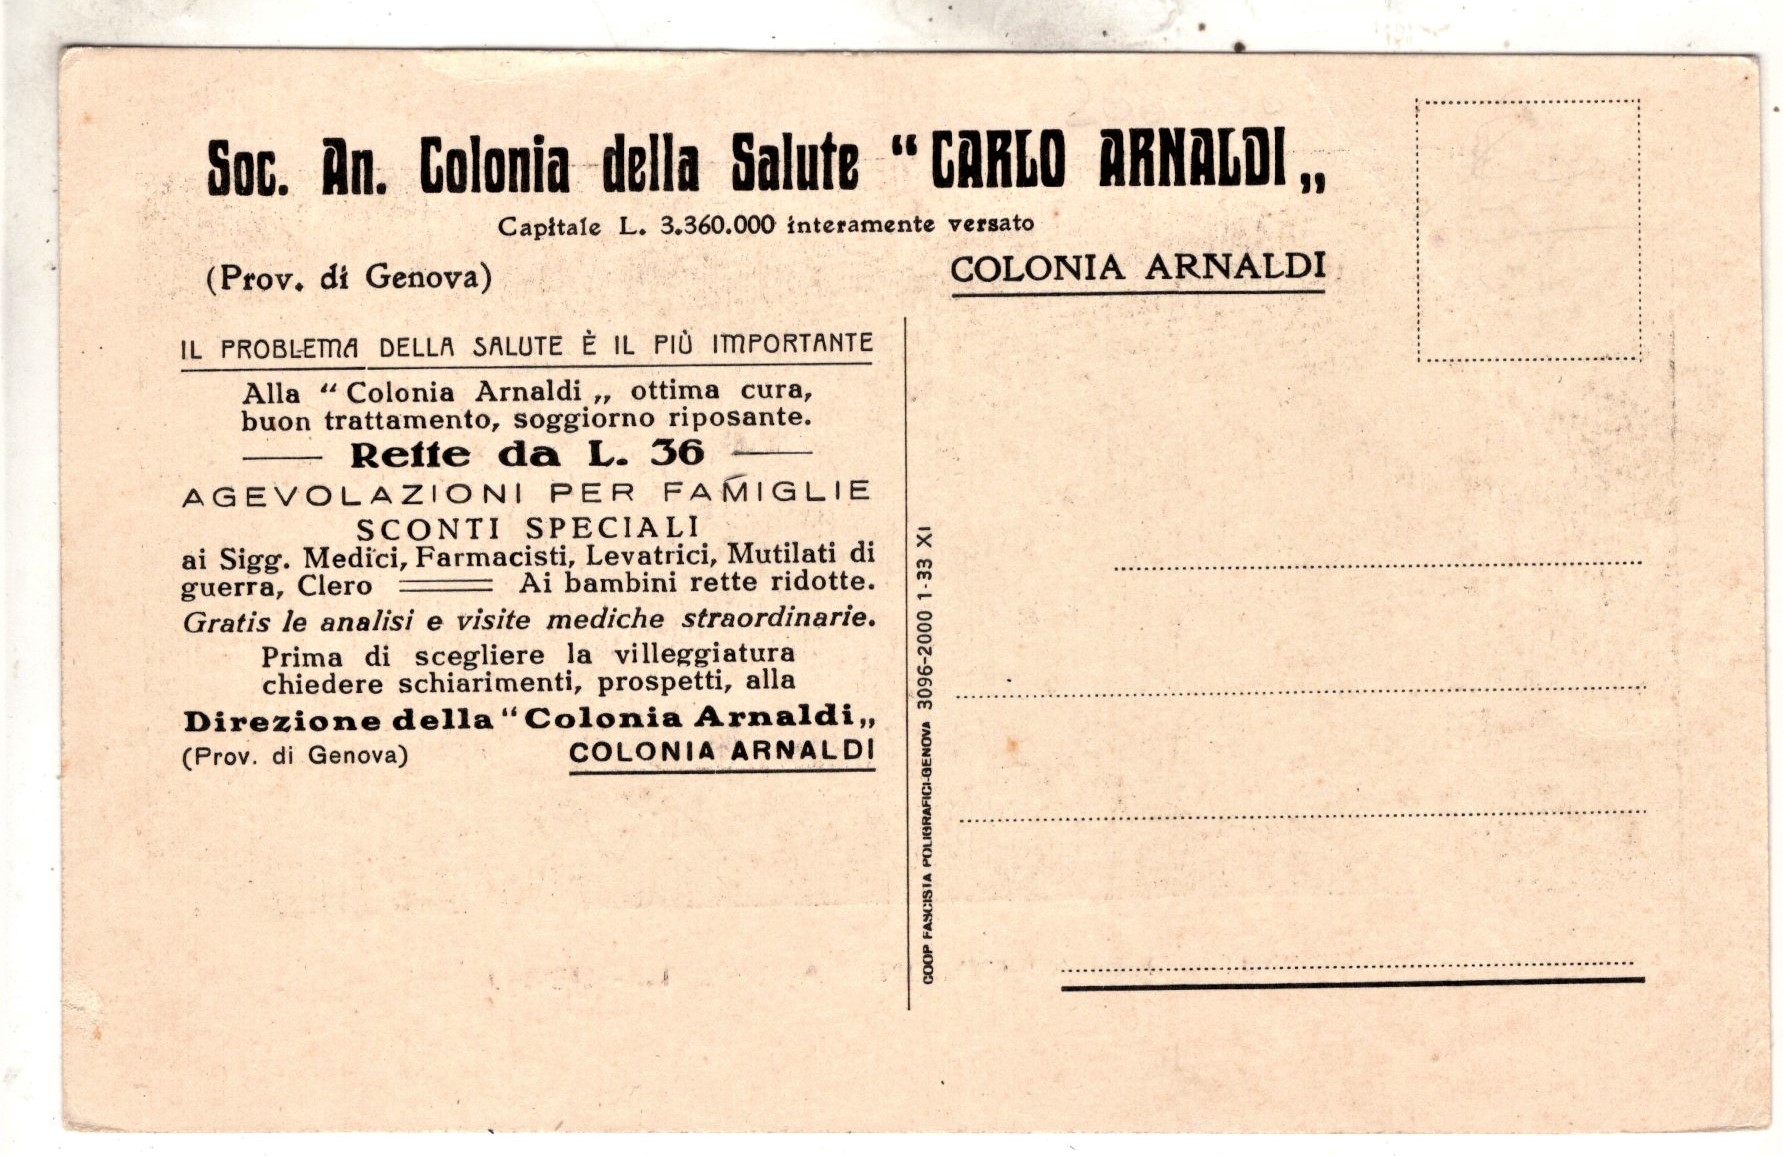 Soc. An. Colonia della Salute “CARLO ARNALDI„
Capitale L. 3.360.000 interamente versato
(Prov. di Genova) COLONIA ARNALDI
IL PROBLEMA DELLA SALUTE È IL PIÙ IMPORTANTE
Alla “Colonia Arnaldi„ ottima cura,
buon trattamento, soggiorno riposante.
Rette da L. 36
AGEVOLAZIONI PER FAMIGLIE
SCONTI SPECIALI
ai Sigg. Medici, Farmacisti, Levatrici, Mutilati di
guerra, Clero Ai bambini rette ridotte.
Gratis le analisi e visite mediche straordinarie.
Prima di scegliere la villeggiatura
chiedere schiarimenti, prospetti, alla
Direzione della “Colonia Arnaldi„
(Prov. di Genova) COLONIA ARNALDI
COOP FASCISTA POLIGRAFICI-GENOVA 3096-2000 1-33 XI